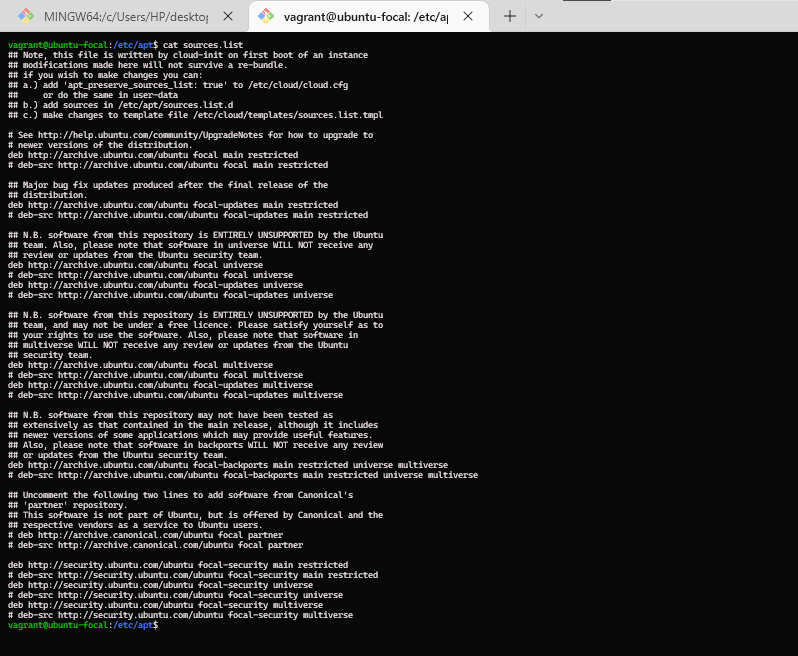 MINGW64:/c/Users/HP/deskto
vagrant@ubuntu-focal: /etc/a
vagrant@ubuntu-focal:/etc/apt$ cat sources.list
## Note, this file is written by cloud-init on first boot of an instance
## modifications made here will not survive a re-bundle.
## if you wish to make changes you can:
## a.) add 'apt_preserve_sources_list: true' to /etc/cloud/cloud.cfg
##     or do the same in user-data
## b.) add sources in /etc/apt/sources.list.d
## c.) make changes to template file /etc/cloud/templates/sources.list.tmpl
# See http://help.ubuntu.com/community/UpgradeNotes for how to upgrade to
# newer versions of the distribution.
deb http://archive.ubuntu.com/ubuntu focal main restricted
# deb-src http://archive.ubuntu.com/ubuntu focal main restricted
## Major bug fix updates produced after the final release of the
## distribution.
deb http://archive.ubuntu.com/ubuntu focal-updates main restricted
# deb-src http://archive.ubuntu.com/ubuntu focal-updates main restricted
## N.B. software from this repository is ENTIRELY UNSUPPORTED by the Ubuntu
## team. Also, please note that software in universe WILL NOT receive any
## review or updates from the Ubuntu security team.
deb http://archive.ubuntu.com/ubuntu focal universe
# deb-src http://archive.ubuntu.com/ubuntu focal universe
deb http://archive.ubuntu.com/ubuntu focal-updates universe
# deb-src http://archive.ubuntu.com/ubuntu focal-updates universe
## N.B. software from this repository is ENTIRELY UNSUPPORTED by the Ubuntu
## team, and may not be under a free licence. Please satisfy yourself as to
## your rights to use the software. Also, please note that software in
## multiverse WILL NOT receive any review or updates from the Ubuntu
## security team.
deb http://archive.ubuntu.com/ubuntu focal multiverse
# deb-src http://archive.ubuntu.com/ubuntu focal multiverse
deb http://archive.ubuntu.com/ubuntu focal-updates multiverse
# deb-src http://archive.ubuntu.com/ubuntu focal-updates multiverse
## N.B. software from this repository may not have been tested as
## extensively as that contained in the main release, although it includes
## newer versions of some applications which may provide useful features.
## Also, please note that software in backports WILL NOT receive any review
## or updates from the Ubuntu security team.
deb http://archive.ubuntu.com/ubuntu focal-backports main restricted universe multiverse
# deb-src http://archive.ubuntu.com/ubuntu focal-backports main restricted universe multiverse
## Uncomment the following two lines to add software from Canonical's
## 'partner' repository.
## This software is not part of Ubuntu, but is offered by Canonical and the
## respective vendors as a service to Ubuntu users.
# deb http://archive.canonical.com/ubuntu focal partner
# deb-src http://archive.canonical.com/ubuntu focal partner
deb http://security.ubuntu.com/ubuntu focal-security main restricted
# deb-src http://security.ubuntu.com/ubuntu focal-security main restricted
deb http://security.ubuntu.com/ubuntu focal-security universe
# deb-src http://security.ubuntu.com/ubuntu focal-security universe
deb http://security.ubuntu.com/ubuntu focal-security multiverse
# deb-src http://security.ubuntu.com/ubuntu focal-security multiverse
vagrant@ubuntu-focal:/etc/apt$